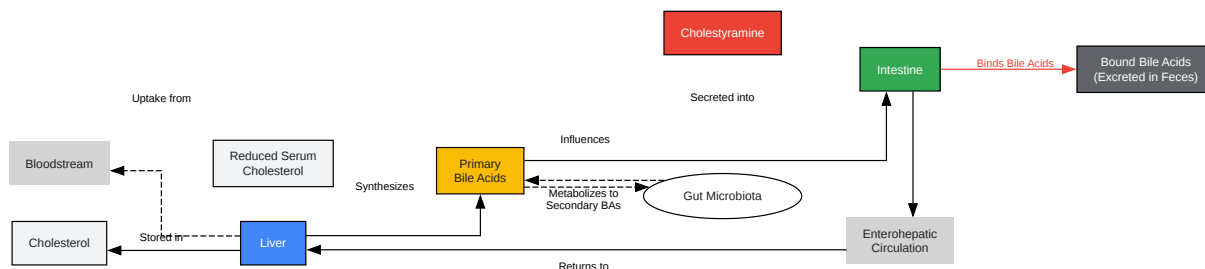 Cholestyramine
Intestine
Binds Bile Acids
Bound Bile Acids
(Excreted in Feces)
Uptake from
Secreted into
Influences
Bloodstream
Reduced Serum
Cholesterol
Synthesizes
Primary
Bile Acids
Metabolizes to
Secondary BAs
Gut Microbiota
Cholesterol
Stored in
Liver
Enterohepatic
Circulation
Returns to